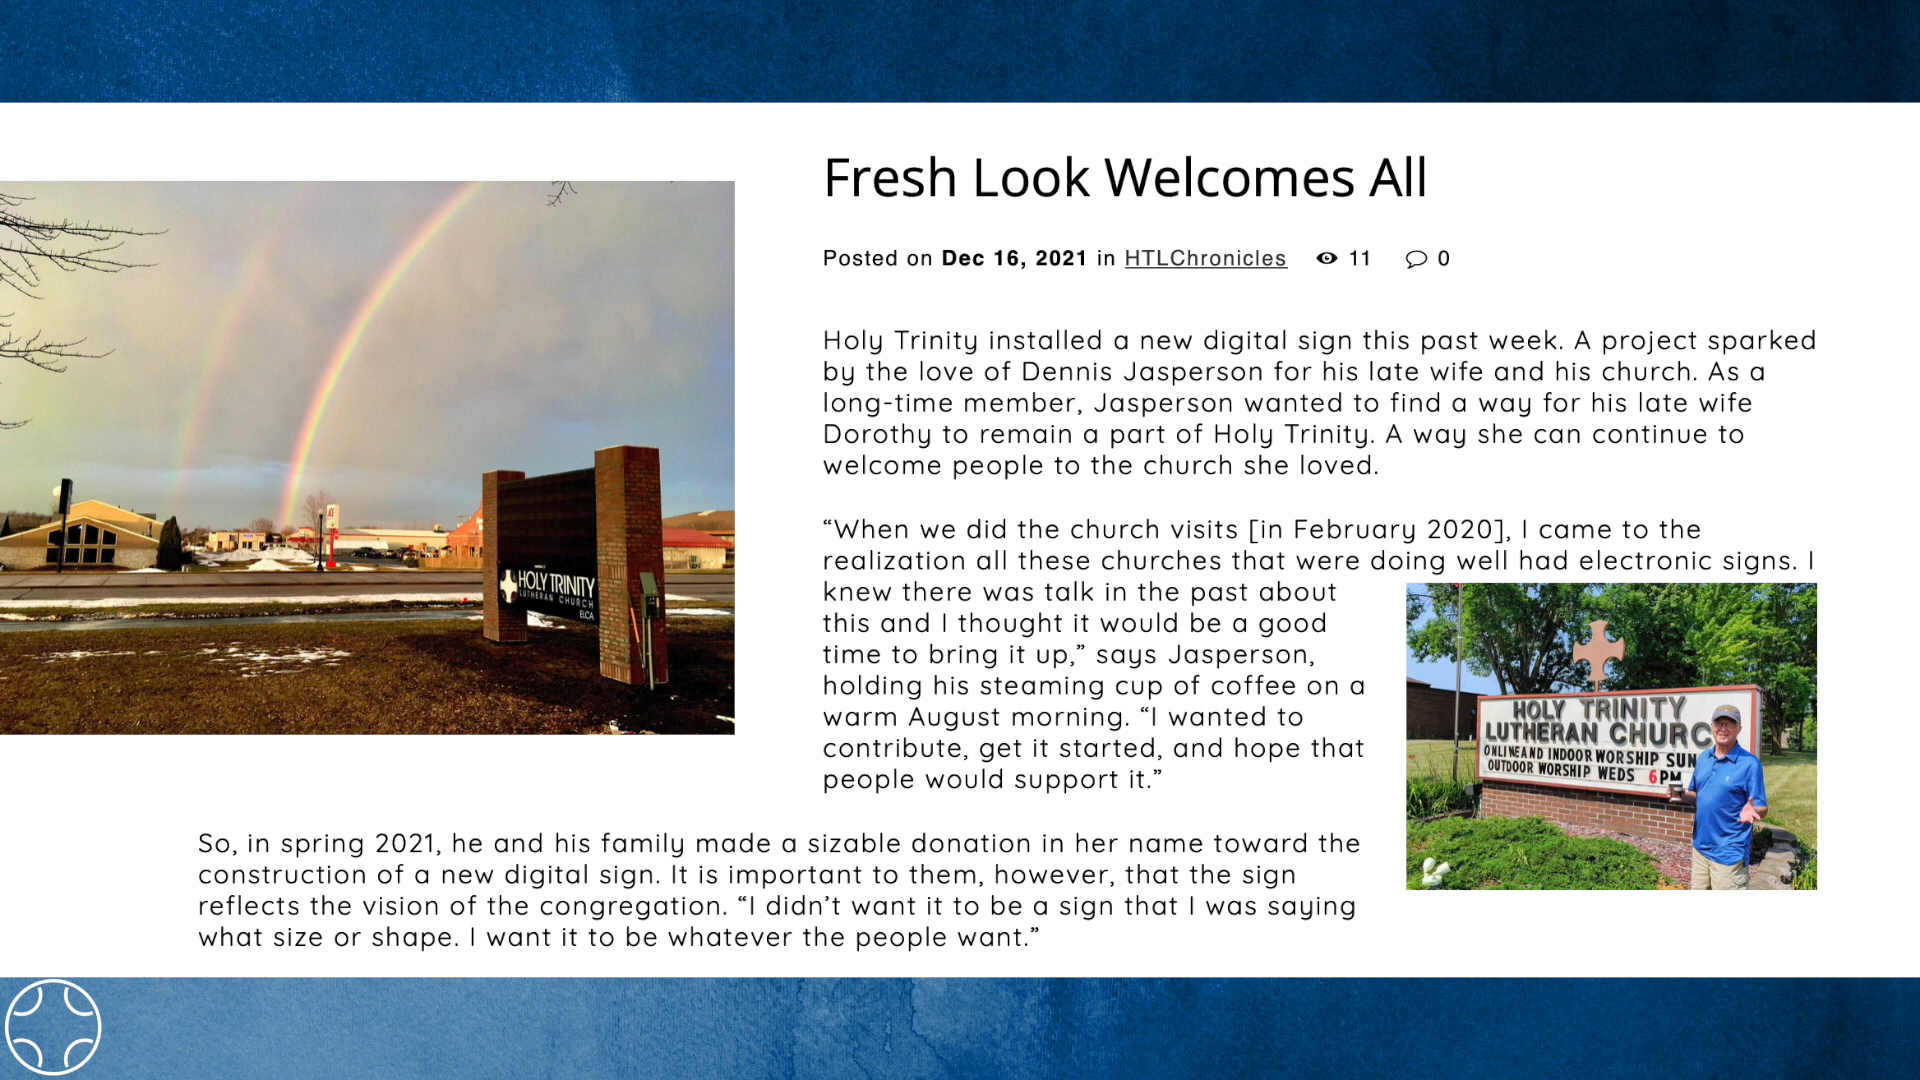 Fresh Look Welcomes All
Posted on Dec 16, 2021 in HTLChronicles 11 0
Holy Trinity installed a new digital sign this past week. A project sparked
by the love of Dennis Jasperson for his late wife and his church. As a
long-time member, Jasperson wanted to find a way for his late wife
Dorothy to remain a part of Holy Trinity. A way she can continue to
welcome people to the church she loved.
“When we did the church visits [in February 2020], I came to the
realization all these churches that were doing well had electronic signs. I
knew there was talk in the past about
this and I thought it would be a good
time to bring it up,” says Jasperson,
holding his steaming cup of coffee on a
warm August morning. “I wanted to
contribute, get it started, and hope that
people would support it.”
So, in spring 2021, he and his family made a sizable donation in her name toward the
construction of a new digital sign. It is important to them, however, that the sign
reflects the vision of the congregation. “I didn’t want it to be a sign that I was saying
what size or shape. I want it to be whatever the people want.”
HOLY TRINITY
LUTHERAN CHURCH
ELCA
HOLY TRINITY
LUTHERAN CHURC
ONLINE AND INDOOR WORSHIP SUN
OUTDOOR WORSHIP WEDS 6PM